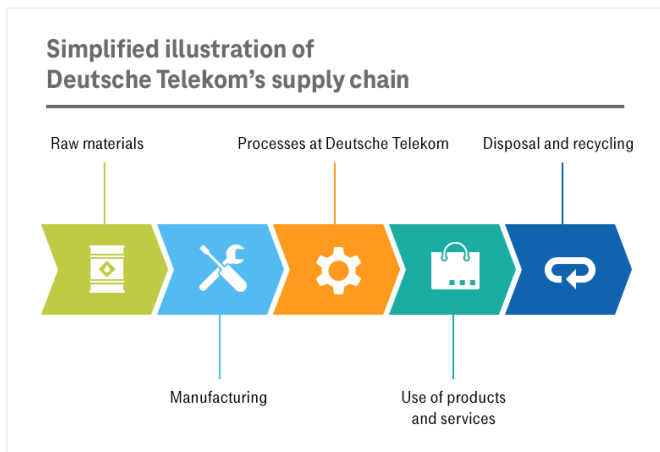 Simplified illustration of
Deutsche Telekom's supply chain
Raw materials
Processes at Deutsche Telekom
Disposal and recycling
Manufacturing
Use of products
and services